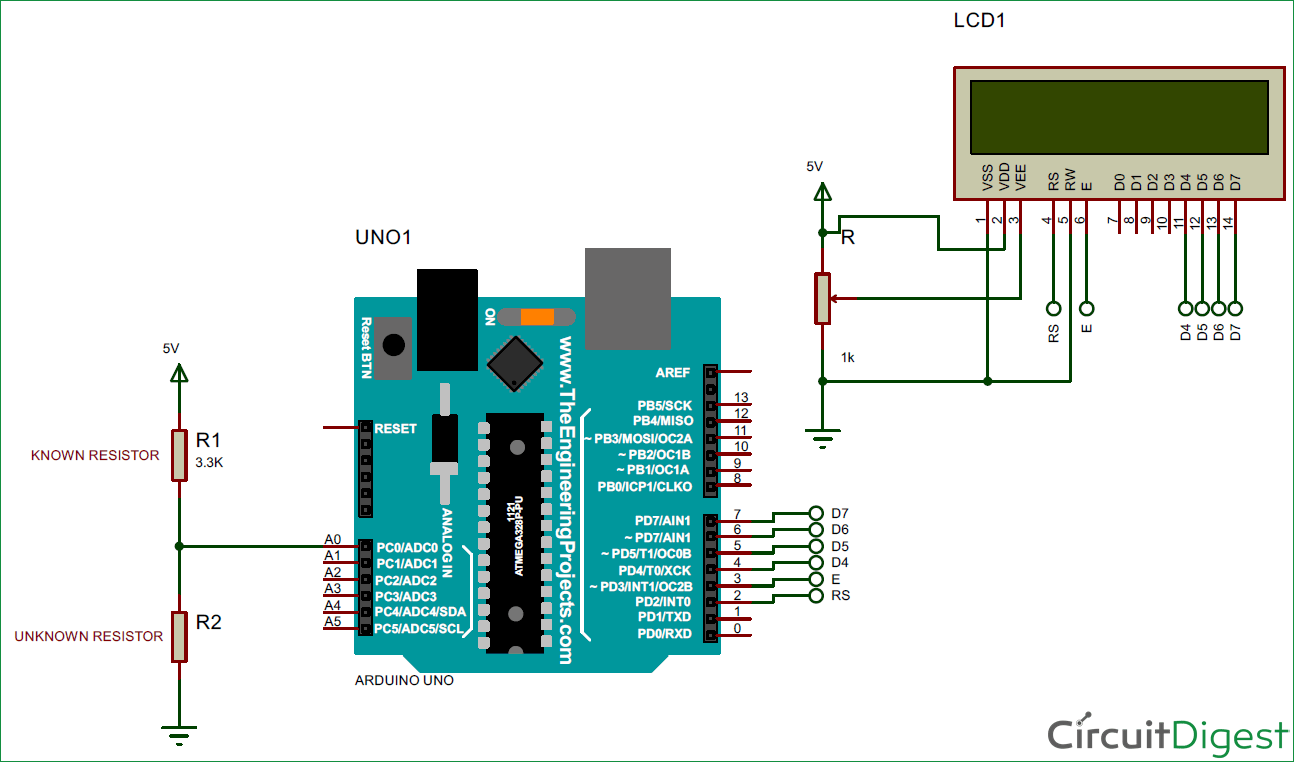 LCD1
VSS
VDD
VEE
RS
RW
E
D0
D1
D2
D3
D4
D5
D6
D7
1
2
3
4
5
6
7
8
9
10
11
12
13
14
RS
E
D4
D5
D6
D7
5V
R
1k
UNO1
Reset BTN
ON
www.TheEngineeringProjects.com
ANALOG IN
1121
ATMEGA328P-PU
RESET
A0
A1
A2
A3
A4
A5
PC0/ADC0
PC1/ADC1
PC2/ADC2
PC3/ADC3
PC4/ADC4/SDA
PC5/ADC5/SCL
AREF
PB5/SCK 13
PB4/MISO 12
~ PB3/MOSI/OC2A 11
~ PB2/OC1B 10
~ PB1/OC1A 9
PB0/ICP1/CLKO 8
PD7/AIN1 7 D7
~ PD7/AIN1 6 D6
~ PD5/T1/OC0B 5 D5
PD4/T0/XCK 4 D4
~ PD3/INT1/OC2B 3 E
PD2/INT0 2 RS
PD1/TXD 1
PD0/RXD 0
ARDUINO UNO
5V
R1
KNOWN RESISTOR
3.3K
R2
UNKNOWN RESISTOR
CircuitDigest